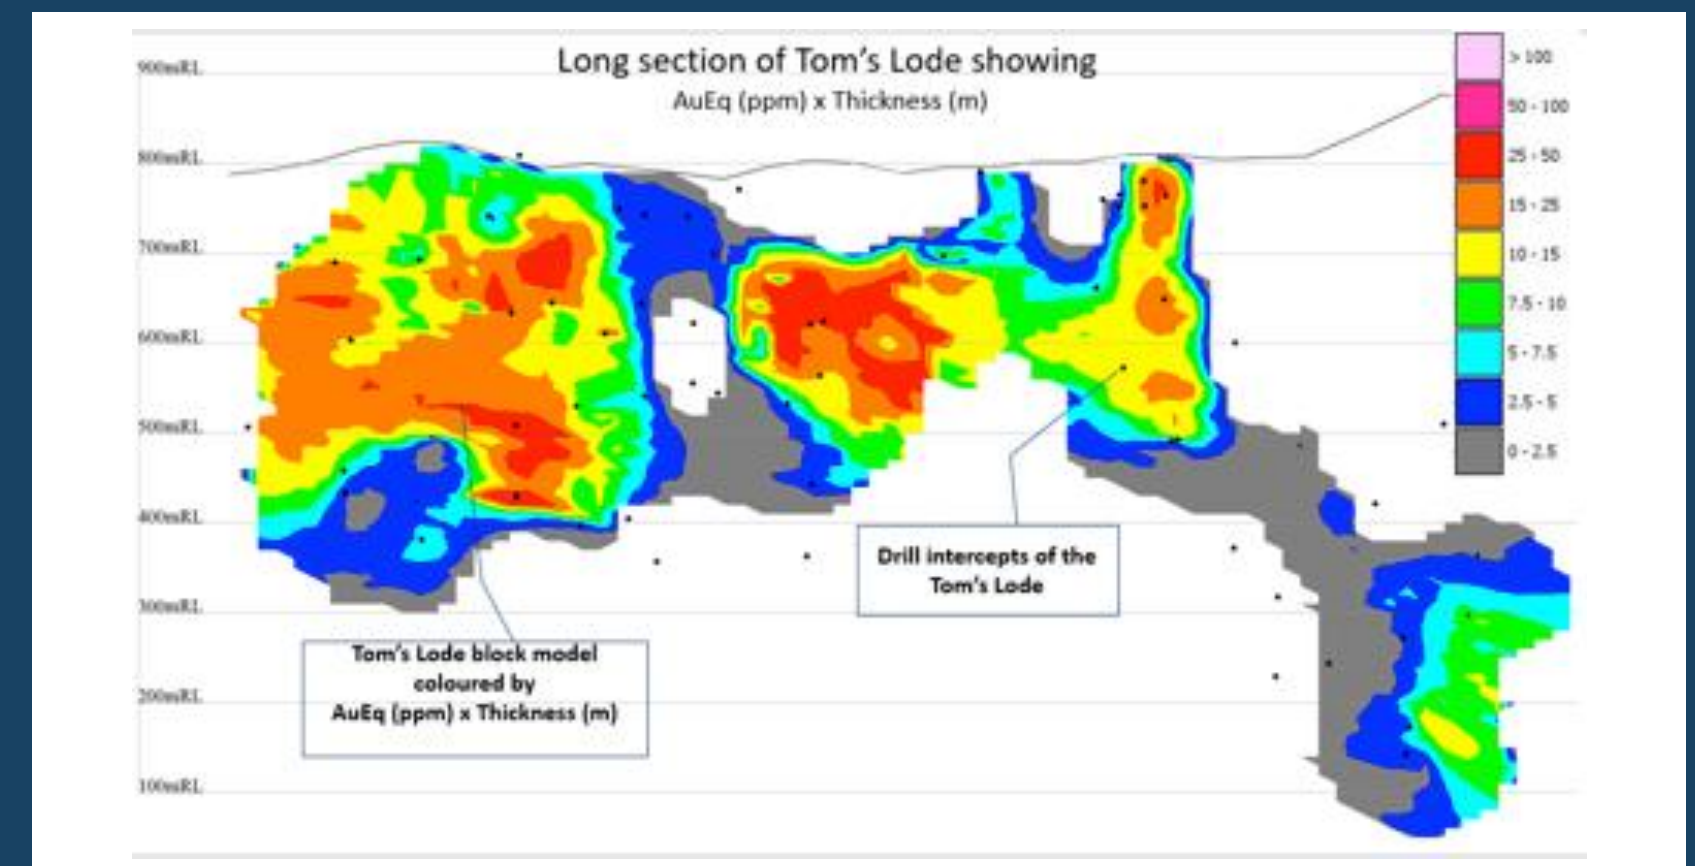 Long section of Tom's Lode showing
AuEq (ppm) x Thickness (m)
900mRL
800mRL
700mRL
600mRL
500mRL
400mRL
300mRL
200mRL
100mRL
> 100
50 - 100
25 - 50
15 - 25
10 - 15
7.5 - 10
5 - 7.5
2.5 - 5
0 - 2.5
Drill intercepts of the
Tom's Lode
Tom's Lode block model
coloured by
AuEq (ppm) x Thickness (m)